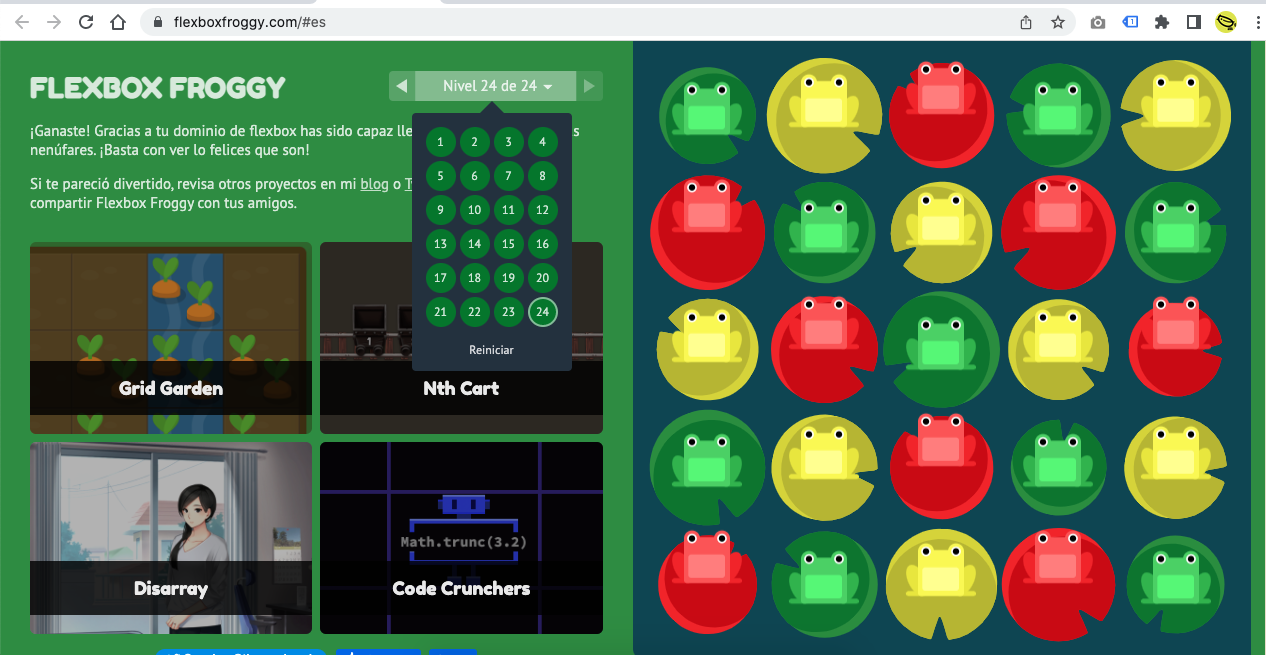 flexboxfroggy.com/#es
FLEXBOX FROGGY
Nivel 24 de 24
¡Ganaste! Gracias a tu dominio de flexbox has sido capaz lle s
nenúfares. ¡Basta con ver lo felices que son!
Si te pareció divertido, revisa otros proyectos en mi blog o T
compartir Flexbox Froggy con tus amigos.
1 2 3 4
5 6 7 8
9 10 11 12
13 14 15 16
17 18 19 20
21 22 23 24
Reiniciar
1
Grid Garden
Nth Cart
Math.trunc(3.2)
Disarray
Code Crunchers